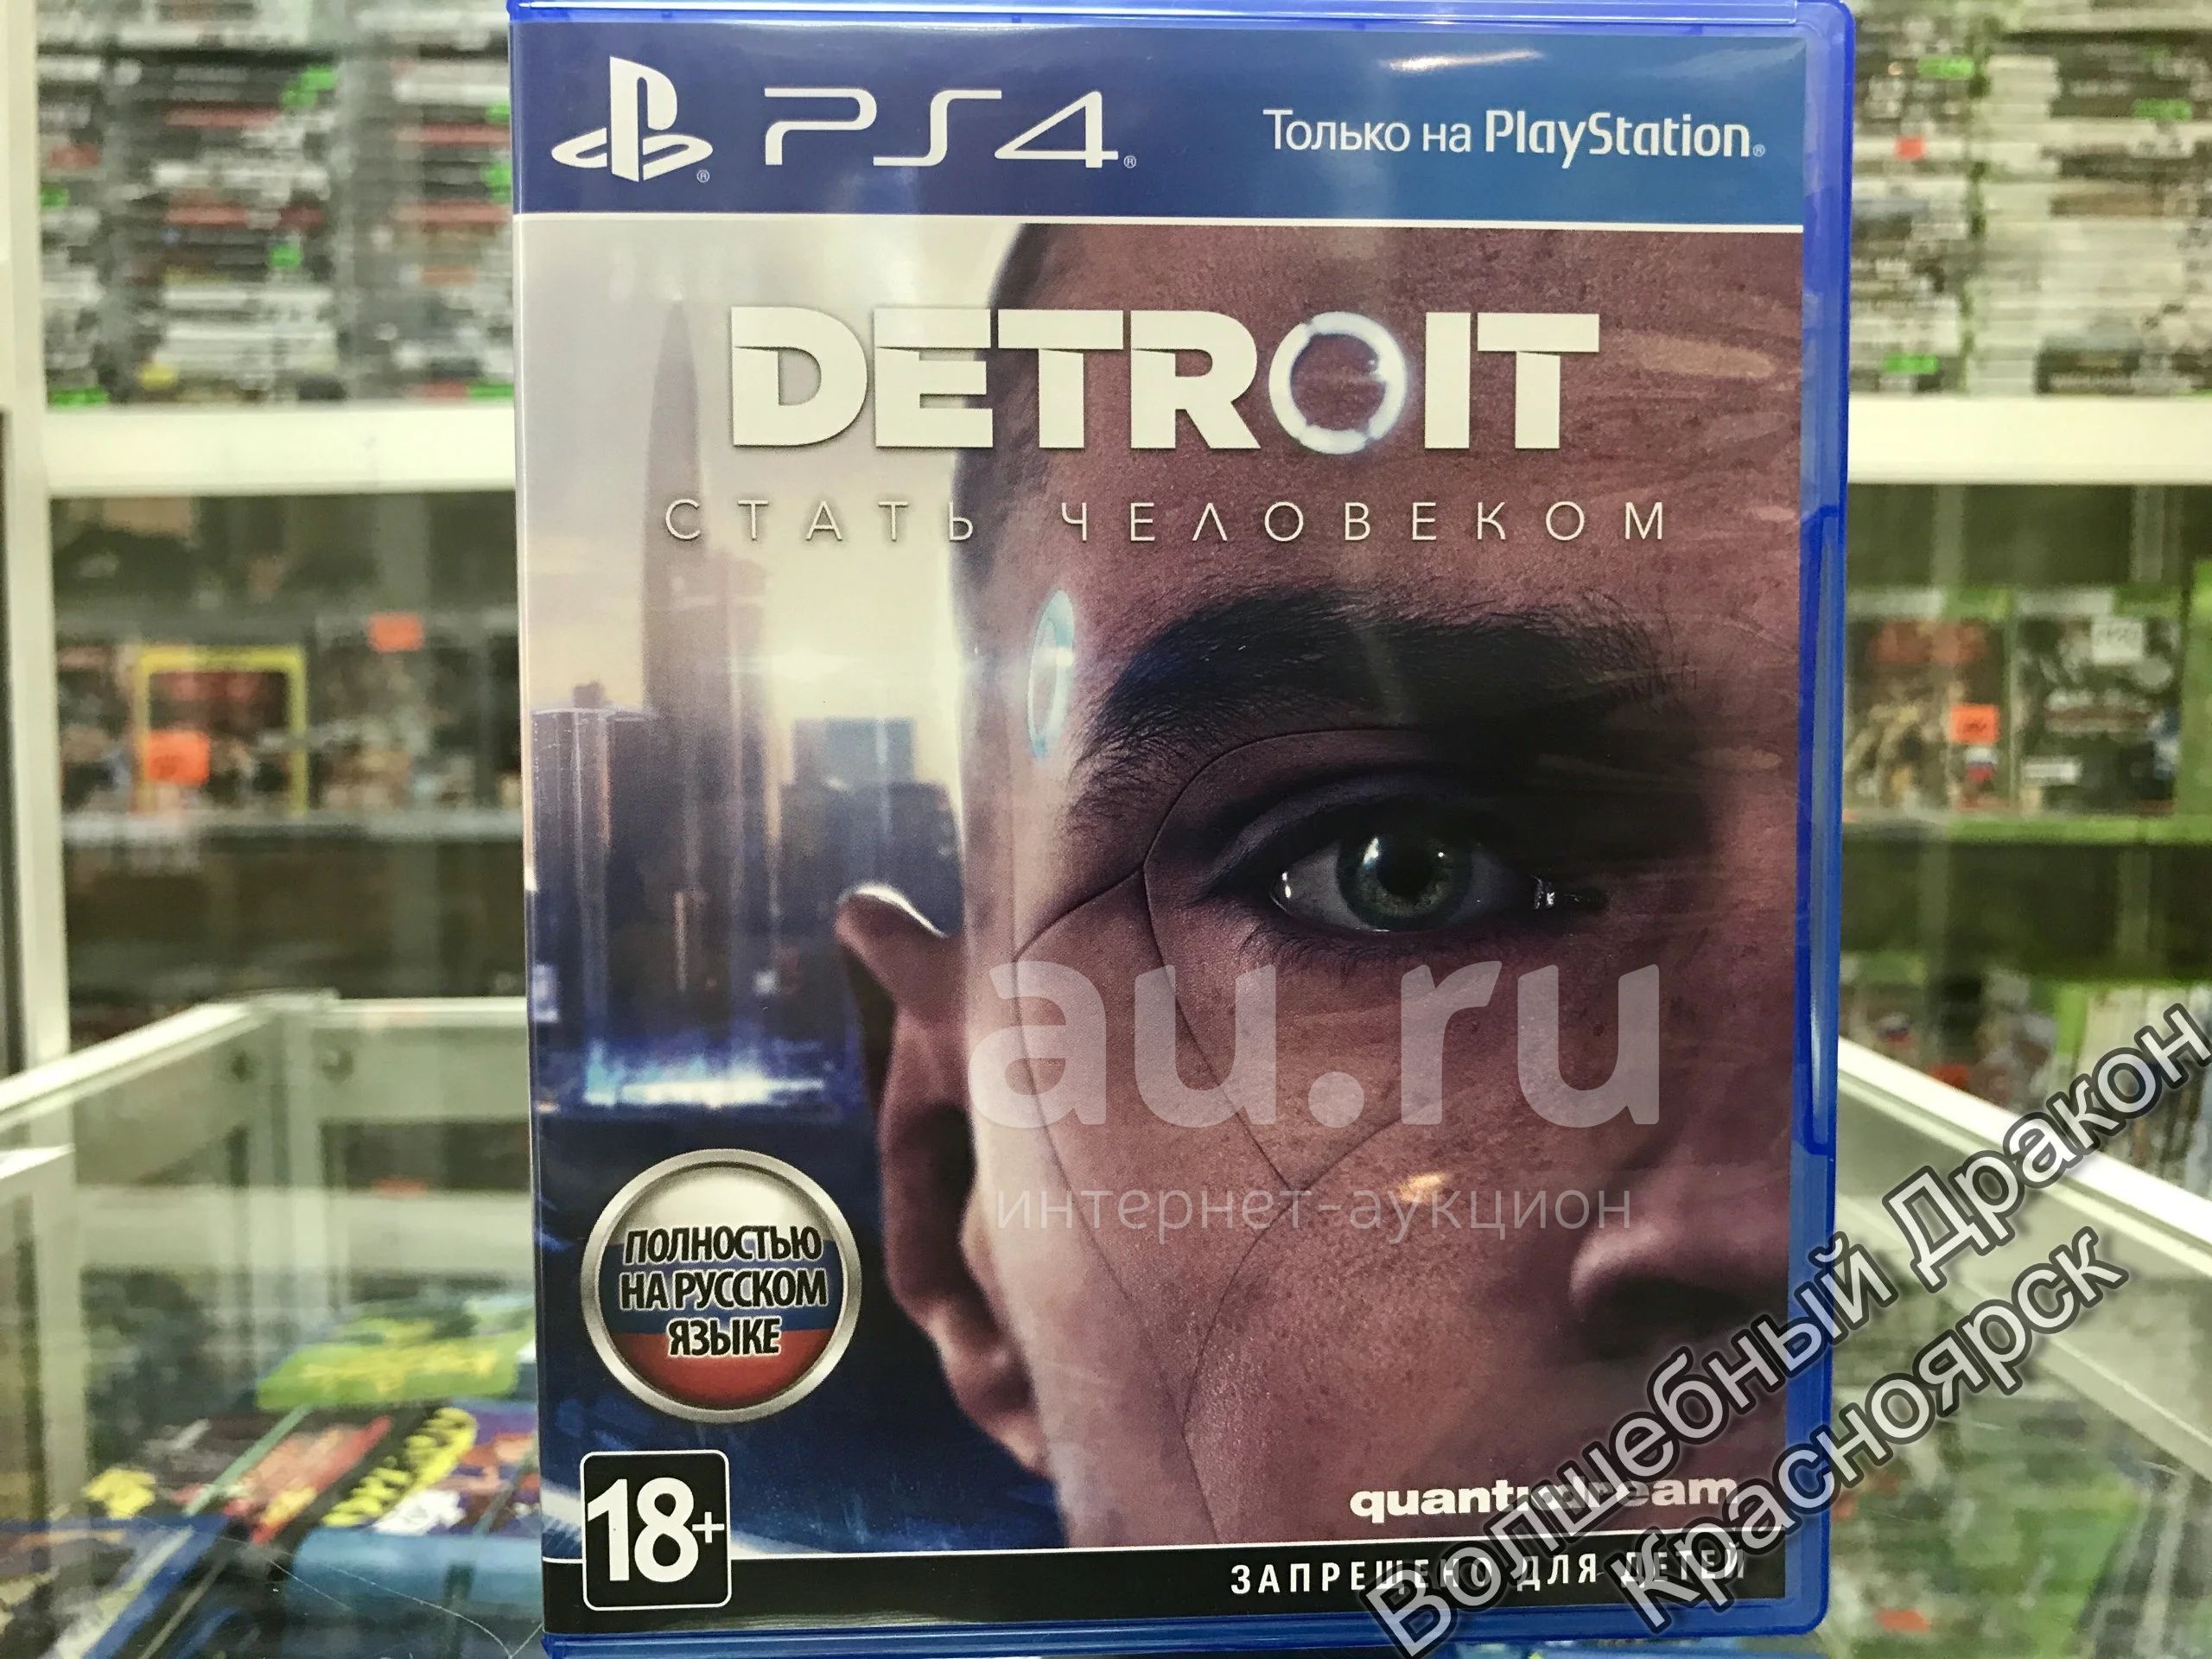 PS4
Только на PlayStation
DETROIT
СТАТЬ ЧЕЛОВЕКОМ
au.ru
интернет-аукцион
ПОЛНОСТЬЮ
НА РУССКОМ
ЯЗЫКЕ
quanticdream
18+
ЗАПРЕЩЕНО ДЛЯ ДЕТЕЙ
Волшебный Дракон
Красноярск